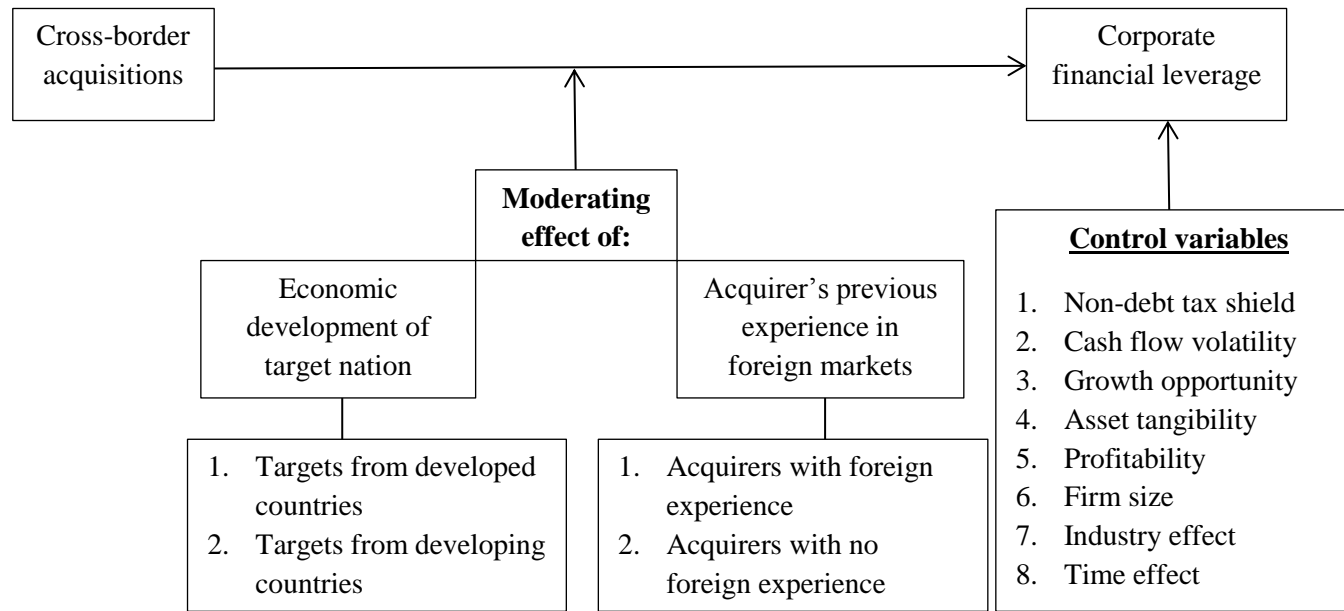 Cross-border
acquisitions
Corporate
financial leverage
Moderating
effect of:
Economic
development of
target nation
Acquirer’s previous
experience in
foreign markets
1. Targets from developed
countries
2. Targets from developing
countries
1. Acquirers with foreign
experience
2. Acquirers with no
foreign experience
Control variables
1. Non-debt tax shield
2. Cash flow volatility
3. Growth opportunity
4. Asset tangibility
5. Profitability
6. Firm size
7. Industry effect
8. Time effect